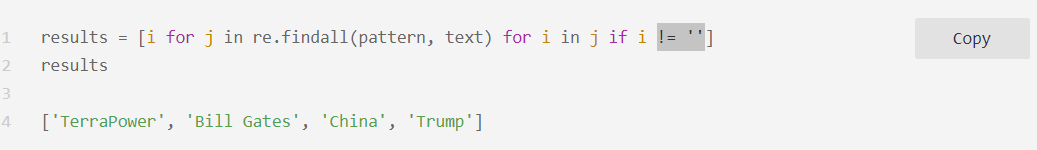 1 results = [i for j in re.findall(pattern, text) for i in j if i != '']
Copy
2 results
3
4 ['TerraPower', 'Bill Gates', 'China', 'Trump']